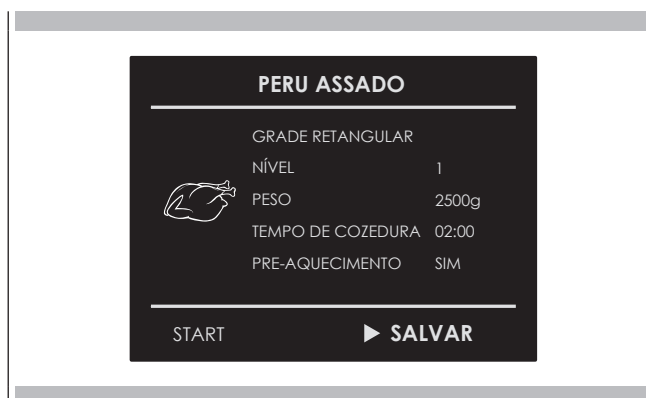 PERU ASSADO
GRADE RETANGULAR
NÍVEL 1
PESO 2500g
TEMPO DE COZEDURA 02:00
PRE-AQUECIMENTO SIM
START ▶ SALVAR